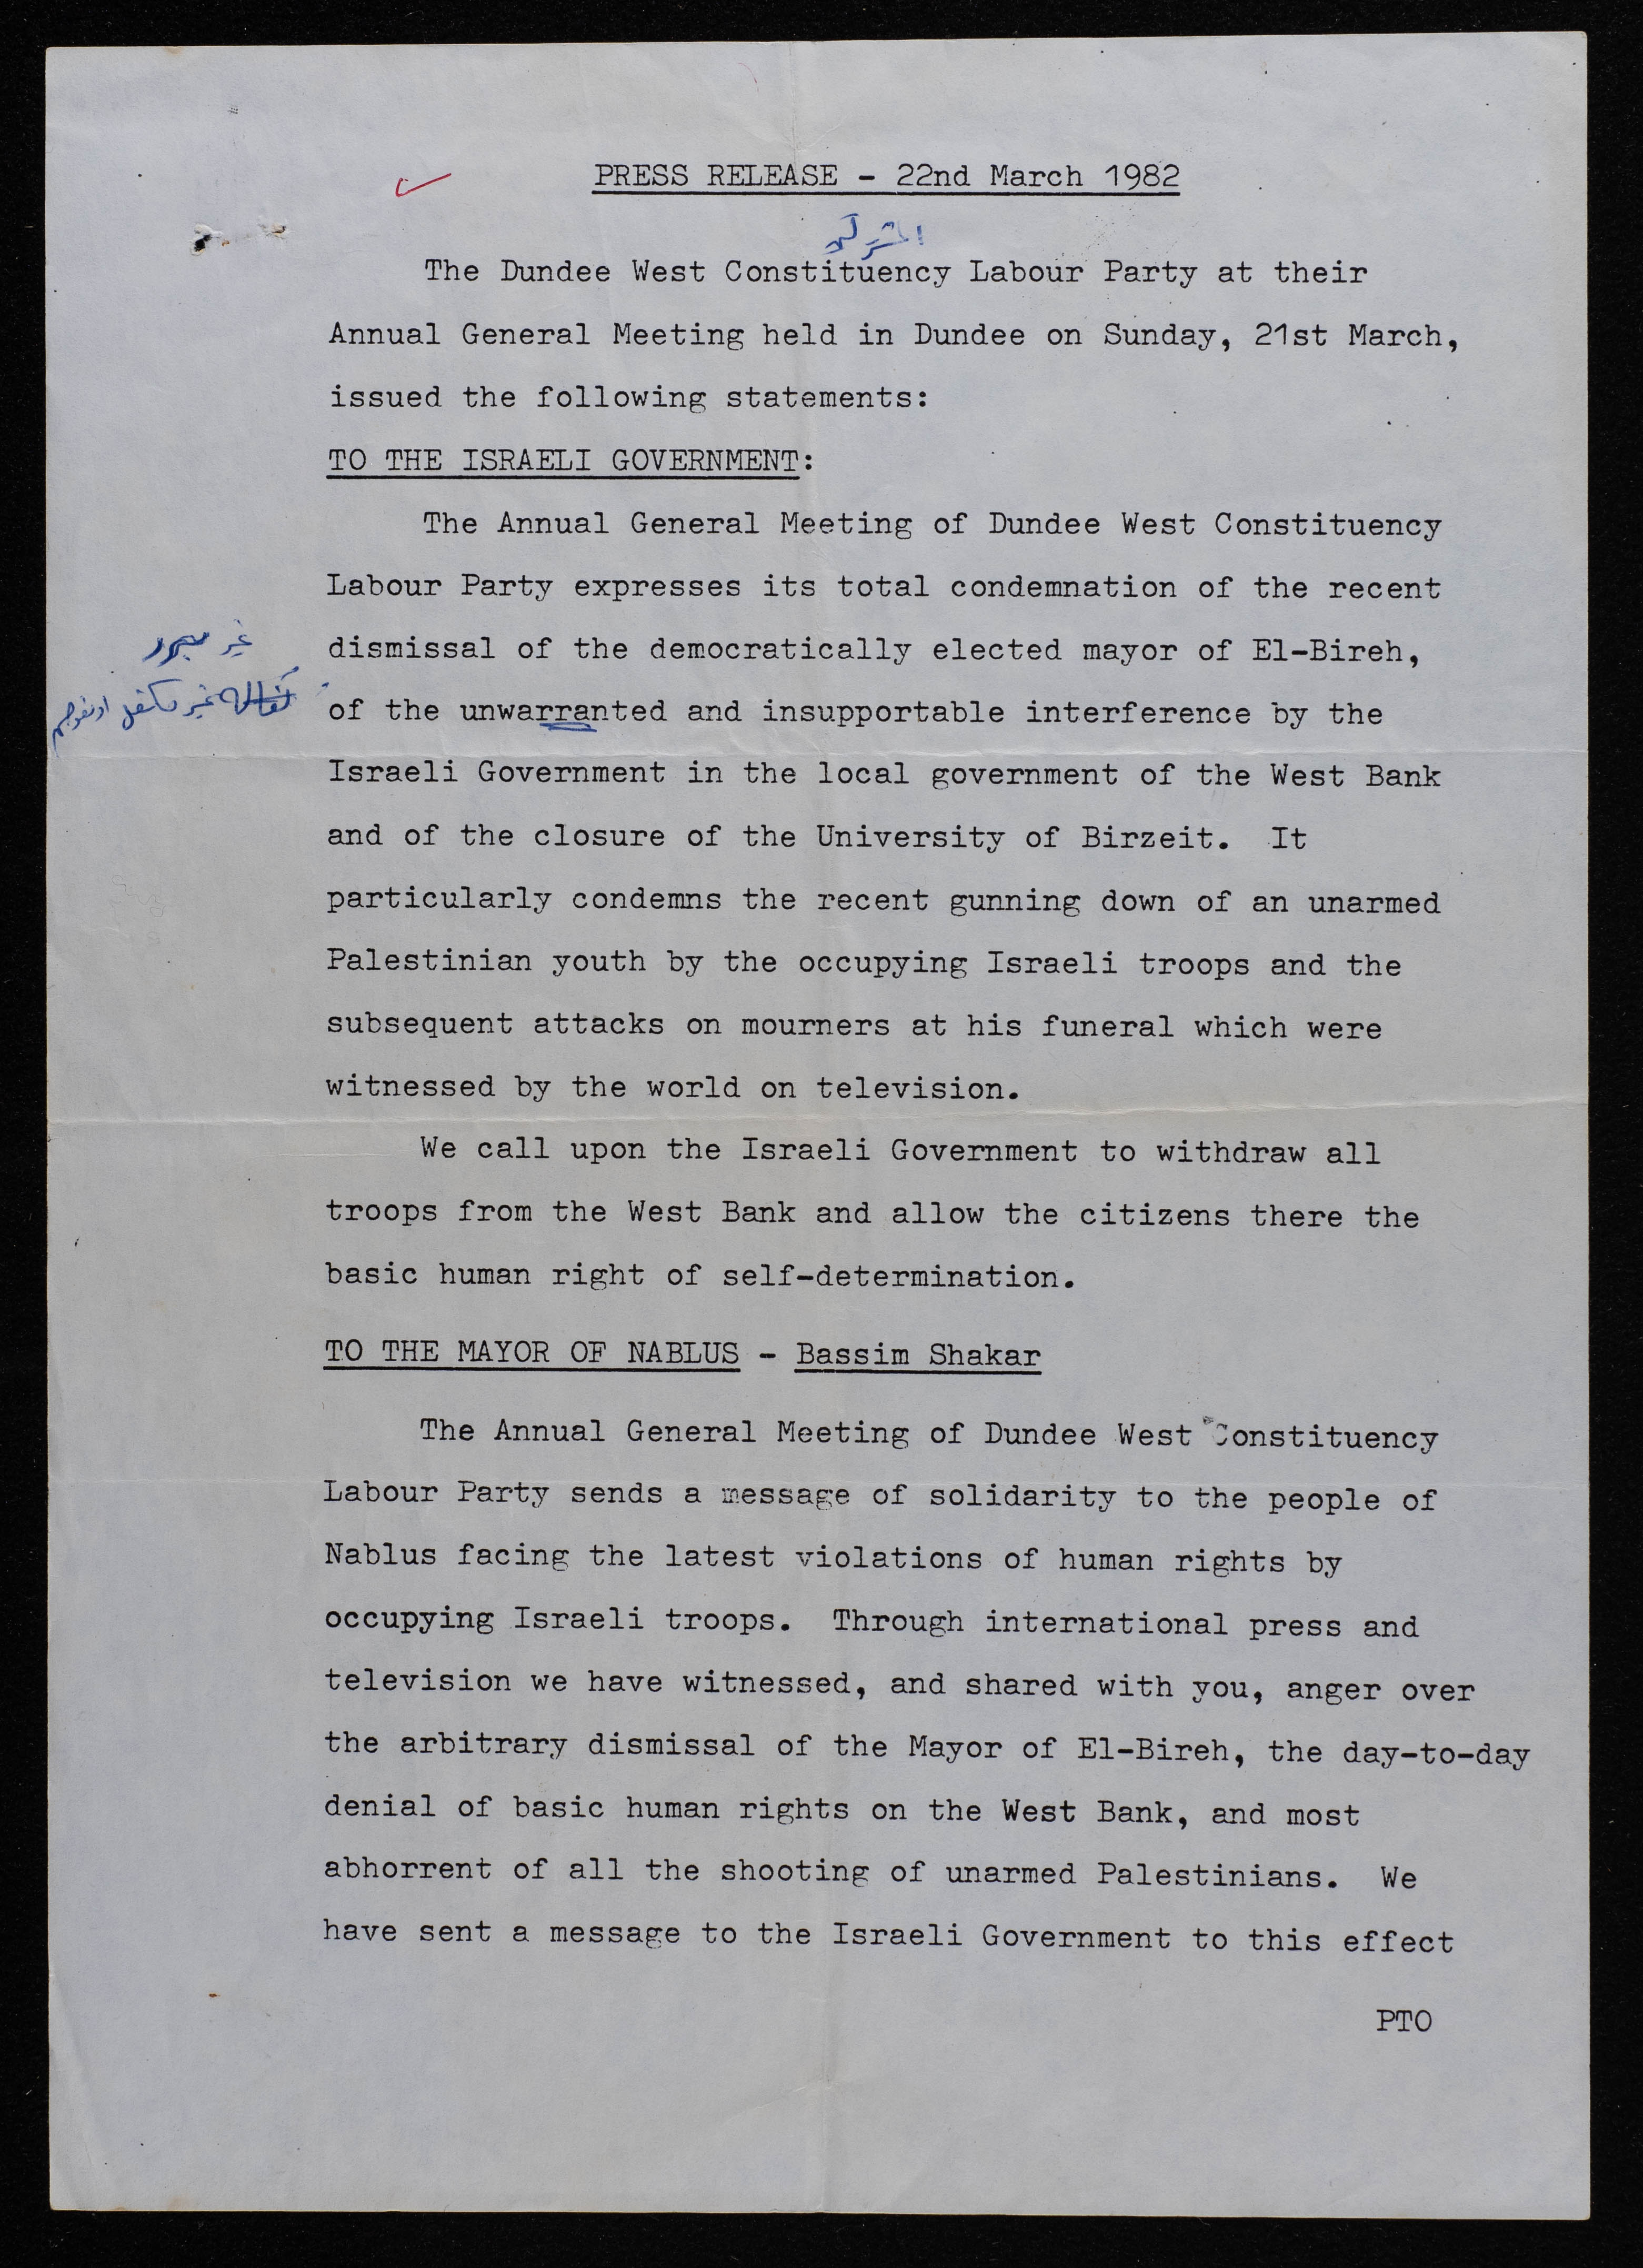 PRESS RELEASE - 22nd March 1982
The Dundee West Constituency Labour Party at their
Annual General Meeting held in Dundee on Sunday, 21st March,
issued the following statements:
TO THE ISRAELI GOVERNMENT:
The Annual General Meeting of Dundee West Constituency
Labour Party expresses its total condemnation of the recent
غير مبرر
dismissal of the democratically elected mayor of El-Bireh,
of the unwarranted and insupportable interference by the
Israeli Government in the local government of the West Bank
and of the closure of the University of Birzeit. It
particularly condemns the recent gunning down of an unarmed
Palestinian youth by the occupying Israeli troops and the
subsequent attacks on mourners at his funeral which were
witnessed by the world on television.
We call upon the Israeli Government to withdraw all
troops from the West Bank and allow the citizens there the
basic human right of self-determination.
TO THE MAYOR OF NABLUS - Bassim Shakar
The Annual General Meeting of Dundee West Constituency
Labour Party sends a message of solidarity to the people of
Nablus facing the latest violations of human rights by
occupying Israeli troops. Through international press and
television we have witnessed, and shared with you, anger over
the arbitrary dismissal of the Mayor of El-Bireh, the day-to-day
denial of basic human rights on the West Bank, and most
abhorrent of all the shooting of unarmed Palestinians. We
have sent a message to the Israeli Government to this effect
PTO